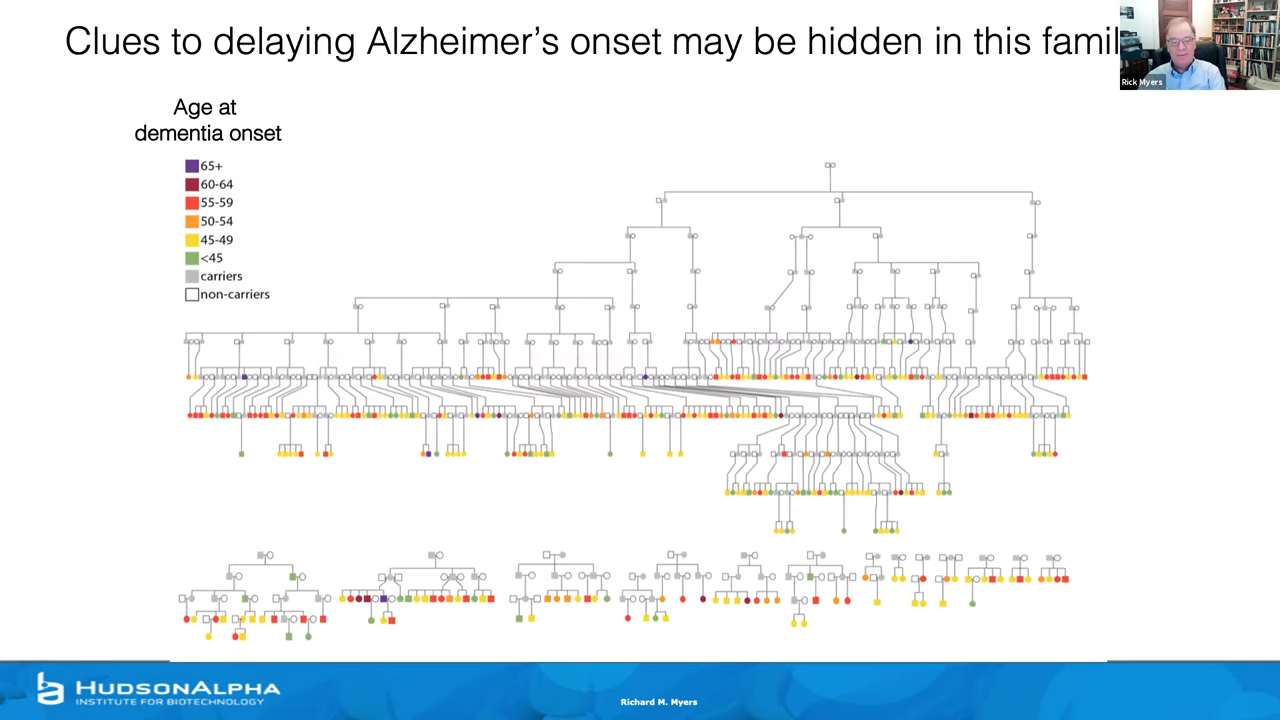 Clues to delaying Alzheimer's onset may be hidden in this famil
Rick Myers
Age at
dementia onset
65+
60-64
55-59
50-54
45-49
<45
carriers
non-carriers
HUDSONALPHA
INSTITUTE FOR BIOTECHNOLOGY
Richard M. Myers